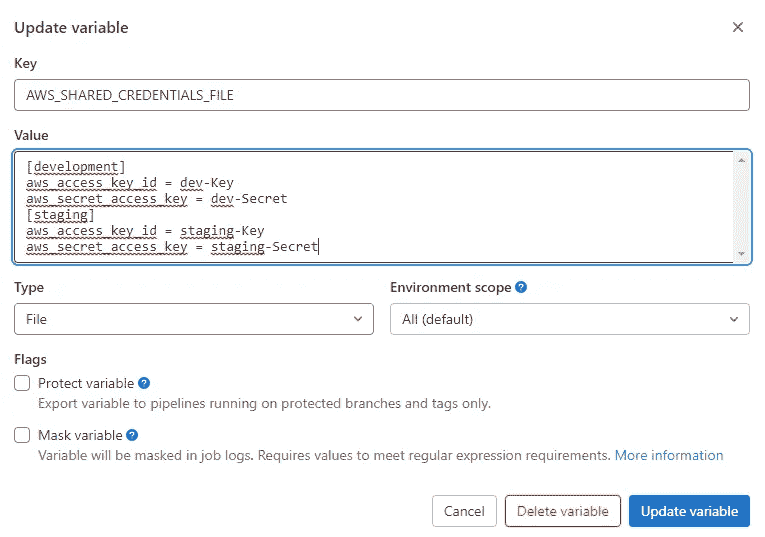 Update variable
Key
AWS_SHARED_CREDENTIALS_FILE
Value
[development]
aws_access_key_id = dev-Key
aws_secret_access_key = dev-Secret
[staging]
aws_access_key_id = staging-Key
aws_secret_access_key = staging-Secret
Type Environment scope
File All (default)
Flags
Protect variable
Export variable to pipelines running on protected branches and tags only.
Mask variable
Variable will be masked in job logs. Requires values to meet regular expression requirements. More information
Cancel Delete variable Update variable